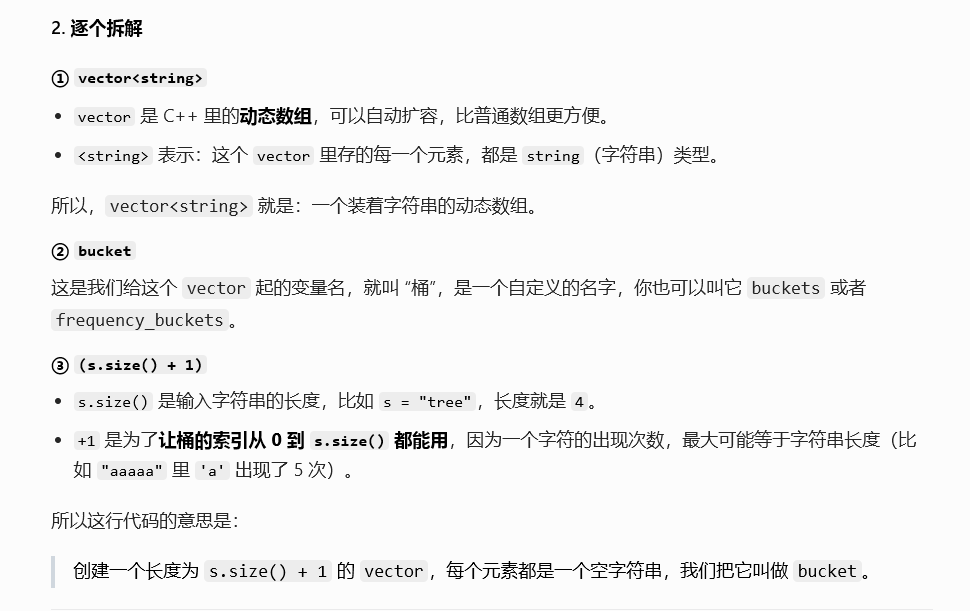 2. 逐个拆解
① vector<string>
• vector 是 C++ 里的动态数组，可以自动扩容，比普通数组更方便。
• <string> 表示：这个 vector 里存的每一个元素，都是 string（字符串）类型。
所以，vector<string> 就是：一个装着字符串的动态数组。
② bucket
这是我们给这个 vector 起的变量名，就叫 “桶”，是一个自定义的名字，你也可以叫它 buckets 或者
frequency_buckets。
③ (s.size() + 1)
• s.size() 是输入字符串的长度，比如 s = "tree"，长度就是 4。
• +1 是为了让桶的索引从 0 到 s.size() 都能用，因为一个字符的出现次数，最大可能等于字符串长度（比
如 "aaaaa" 里 'a' 出现了 5 次）。
所以这行代码的意思是：
创建一个长度为 s.size() + 1 的 vector，每个元素都是一个空字符串，我们把它叫做 bucket。